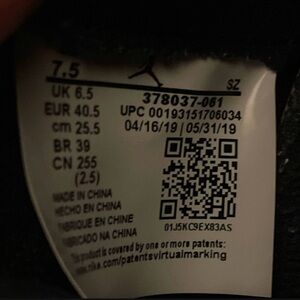 7.5
SZ
UK 6.5
EUR 40.5
cm 25.5
BR 39
CN 255
(2.5)
378037-061
UPC 00193151706034
04/16/19 05/31/19
01J5KC9EX83AS
MADE IN CHINA
HECHO EN CHINA
FABRIQUE EN CHINE
FABRICADO NA CHINA
This product is covered by one or more patents:
www.nike.com/patentsvirtualmarking